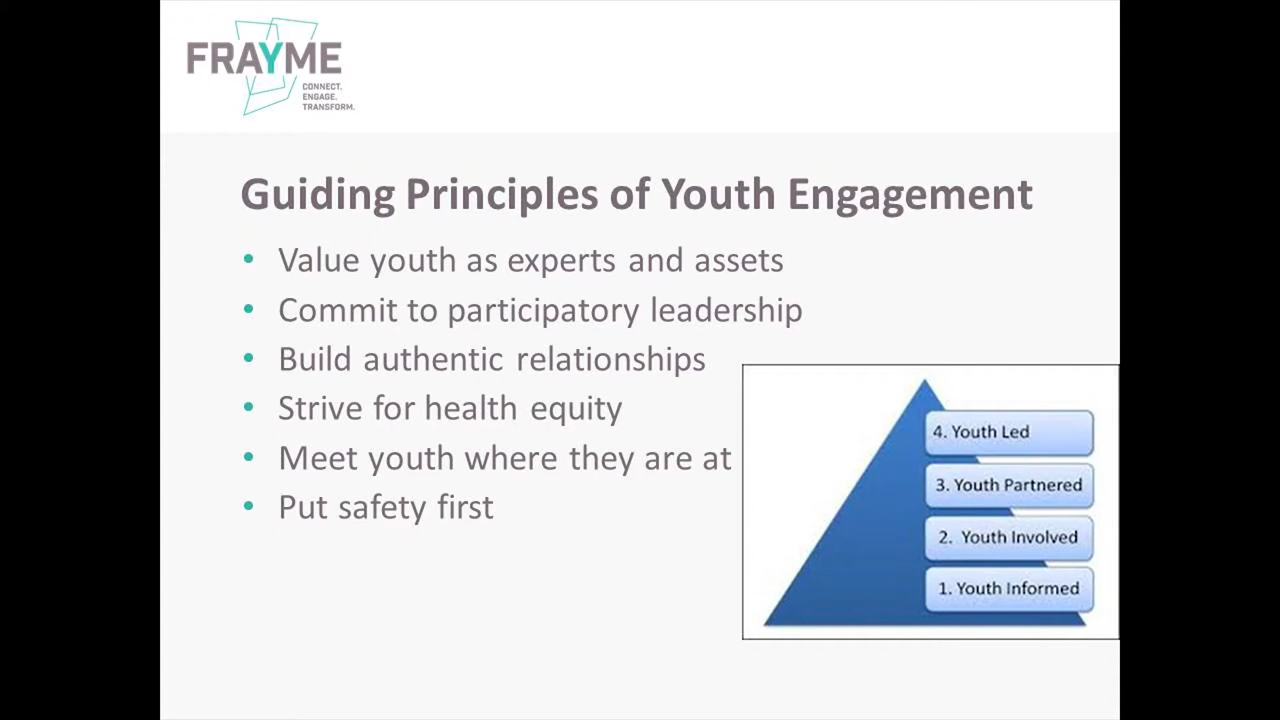 FRAYME
CONNECT.
ENGAGE.
TRANSFORM.
Guiding Principles of Youth Engagement
• Value youth as experts and assets
• Commit to participatory leadership
• Build authentic relationships
• Strive for health equity
• Meet youth where they are at
• Put safety first
4. Youth Led
3. Youth Partnered
2. Youth Involved
1. Youth Informed